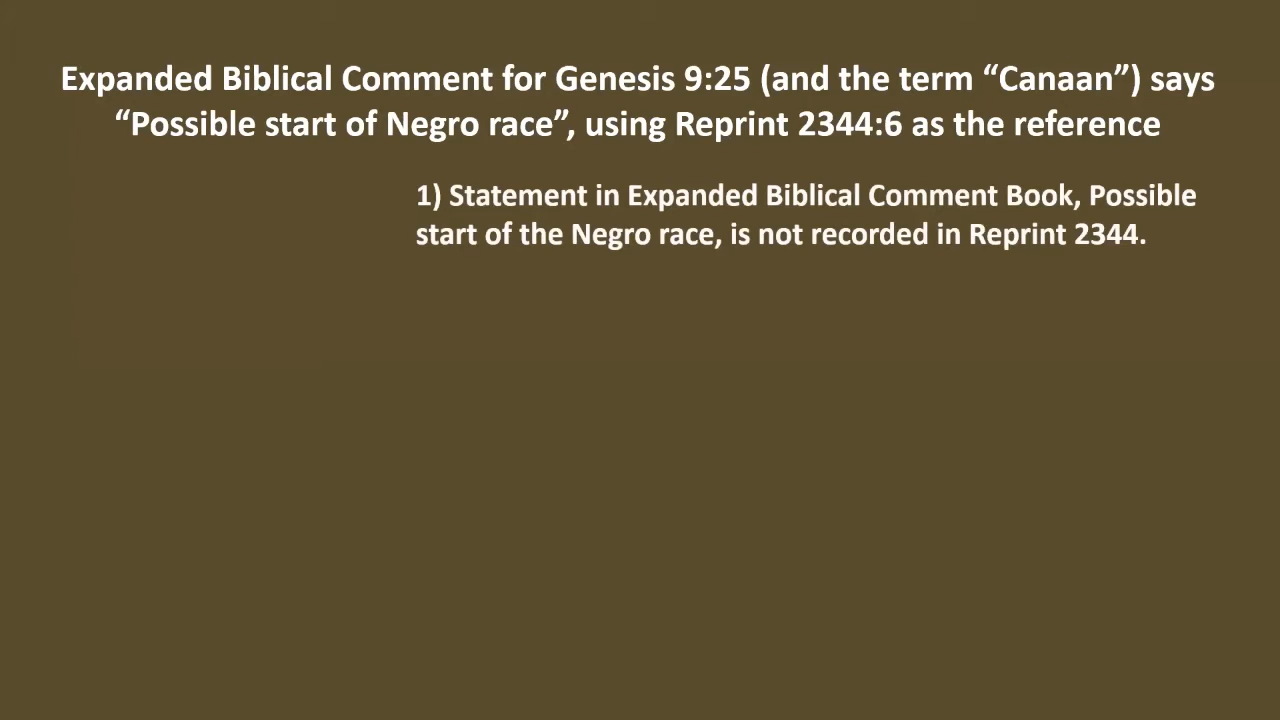 Expanded Biblical Comment for Genesis 9:25 (and the term “Canaan”) says
“Possible start of Negro race”, using Reprint 2344:6 as the reference
1) Statement in Expanded Biblical Comment Book, Possible
start of the Negro race, is not recorded in Reprint 2344.